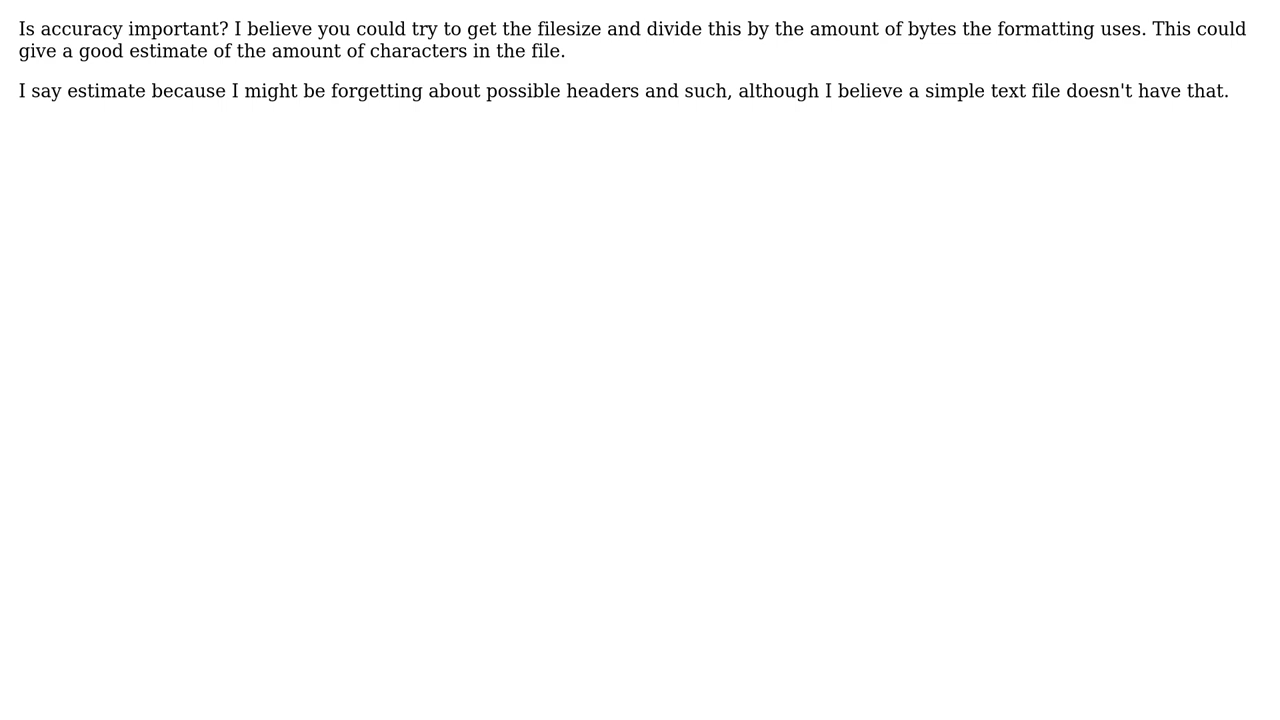 Is accuracy important? I believe you could try to get the filesize and divide this by the amount of bytes the formatting uses. This could
give a good estimate of the amount of characters in the file.
I say estimate because I might be forgetting about possible headers and such, although I believe a simple text file doesn't have that.